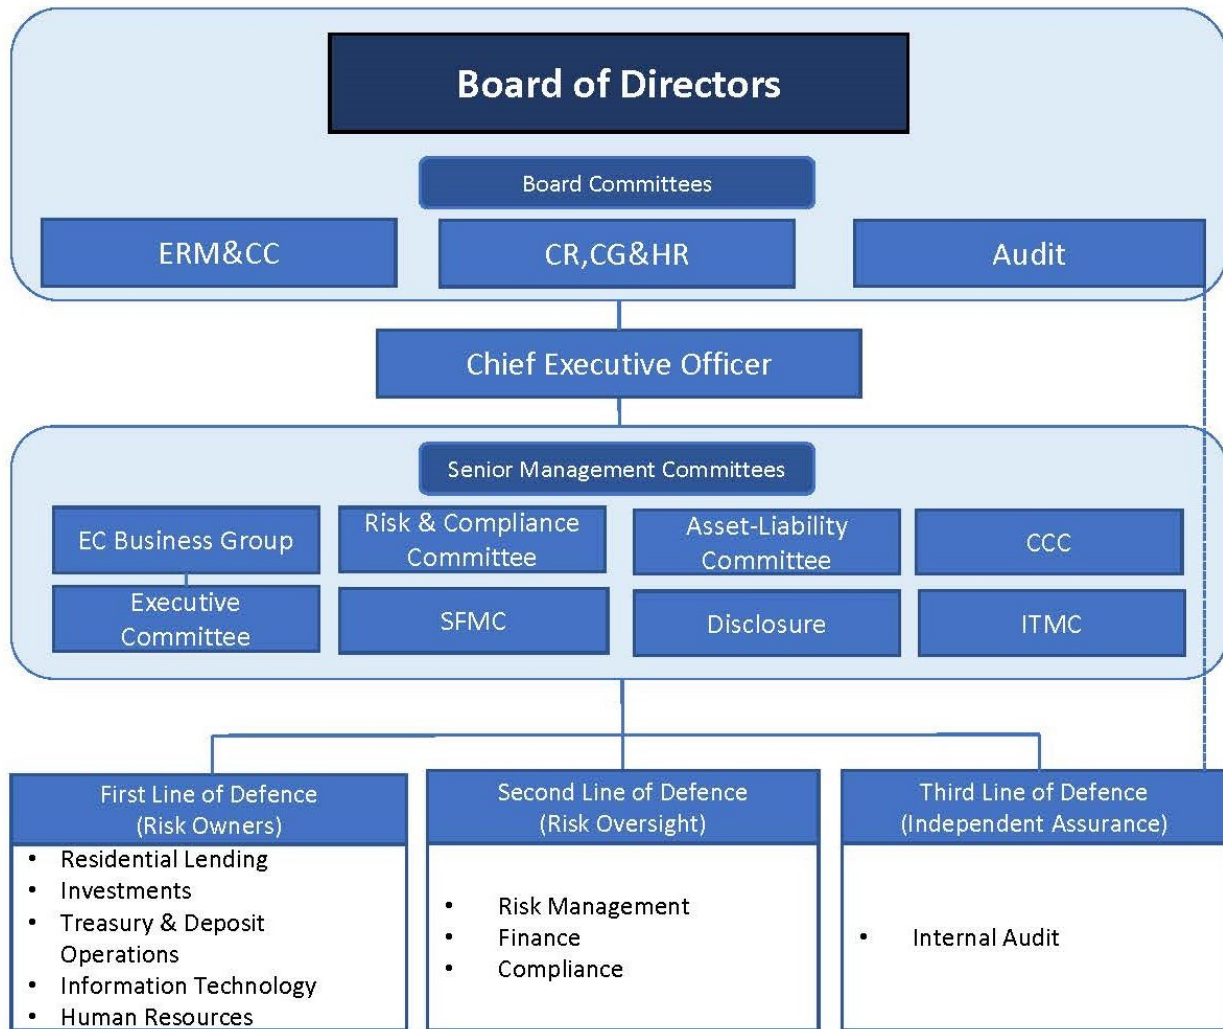 Board of Directors
Board Committees
ERM&CC
CR,CG&HR
Audit
Chief Executive Officer
Senior Management Committees
EC Business Group
Risk & Compliance
Committee
Asset-Liability
Committee
CCC
Executive
Committee
SFMC
Disclosure
ITMC
First Line of Defence
(Risk Owners)
• Residential Lending
• Investments
• Treasury & Deposit
Operations
• Information Technology
• Human Resources
Second Line of Defence
(Risk Oversight)
• Risk Management
• Finance
• Compliance
Third Line of Defence
(Independent Assurance)
• Internal Audit